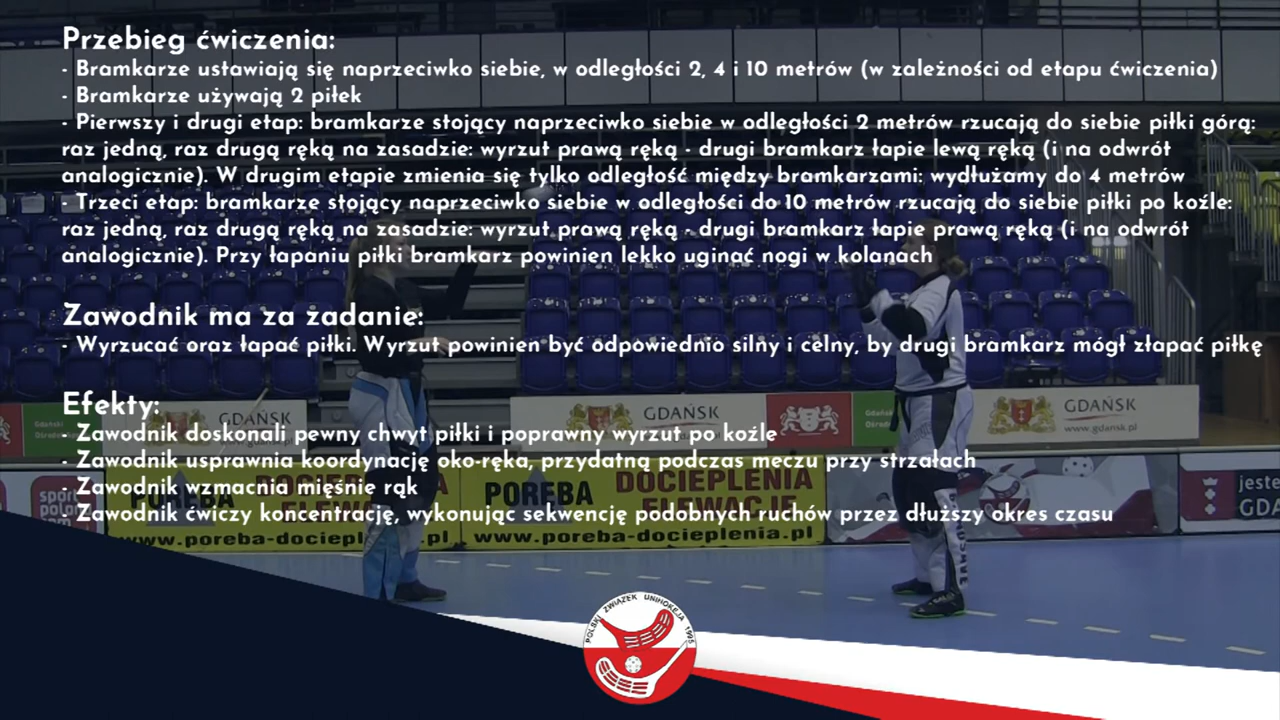 Przebieg ćwiczenia:
- Bramkarze ustawiają się naprzeciwko siebie, w odległości 2, 4 i 10 metrów (w zależności od etapu ćwiczenia)
- Bramkarze używają 2 piłek
- Pierwszy i drugi etap: bramkarze stojący naprzeciwko siebie w odległości 2 metrów rzucają do siebie piłki górą:
raz jedną, raz drugą ręką na zasadzie: wyrzut prawą ręką - drugi bramkarz łapie lewą ręką (i na odwrót
analogicznie). W drugim etapie zmienia się tylko odległość między bramkarzami: wydłużamy do 4 metrów
- Trzeci etap: bramkarze stojący naprzeciwko siebie w odległości do 10 metrów rzucają do siebie piłki po koźle:
raz jedną, raz drugą ręką na zasadzie: wyrzut prawą ręką - drugi bramkarz łapie prawą ręką (i na odwrót
analogicznie). Przy łapaniu piłki bramkarz powinien lekko uginać nogi w kolanach
Zawodnik ma za zadanie:
- Wyrzucać oraz łapać piłki. Wyrzut powinien być odpowiednio silny i celny, by drugi bramkarz mógł złapać piłkę
Efekty:
- Zawodnik doskonali pewny chwyt piłki i poprawny wyrzut po koźle
- Zawodnik usprawnia koordynację oko-ręka, przydatną podczas meczu przy strzałach
- Zawodnik wzmacnia mięśnie rąk
- Zawodnik ćwiczy koncentrację, wykonując sekwencję podobnych ruchów przez dłuższy okres czasu
GDAŃSK
GDAŃSK
GDAŃSK
www.gdansk.pl
POREBA DOCIEPLENIA
ELEWACJE
www.poreba-docieplenia.pl
jeste
GDA
POLSKI ZWIĄZEK UNIHOKEJA 1995